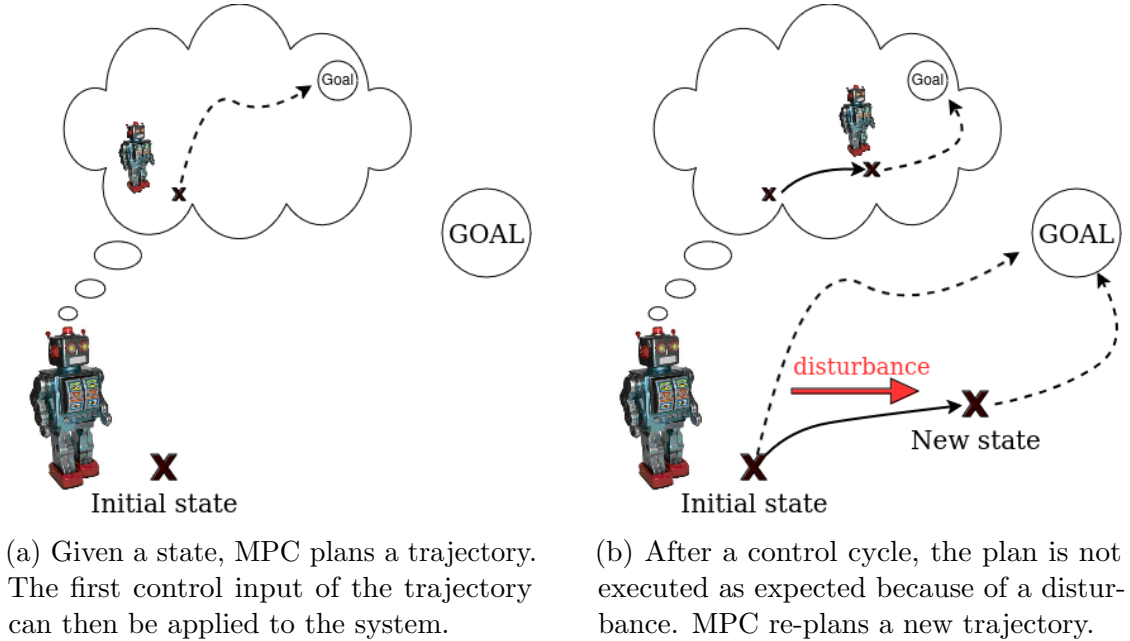 Goal
GOAL
Initial state
(a) Given a state, MPC plans a trajectory.
The first control input of the trajectory
can then be applied to the system.
Goal
GOAL
disturbance
New state
Initial state
(b) After a control cycle, the plan is not
executed as expected because of a distur-
bance. MPC re-plans a new trajectory.